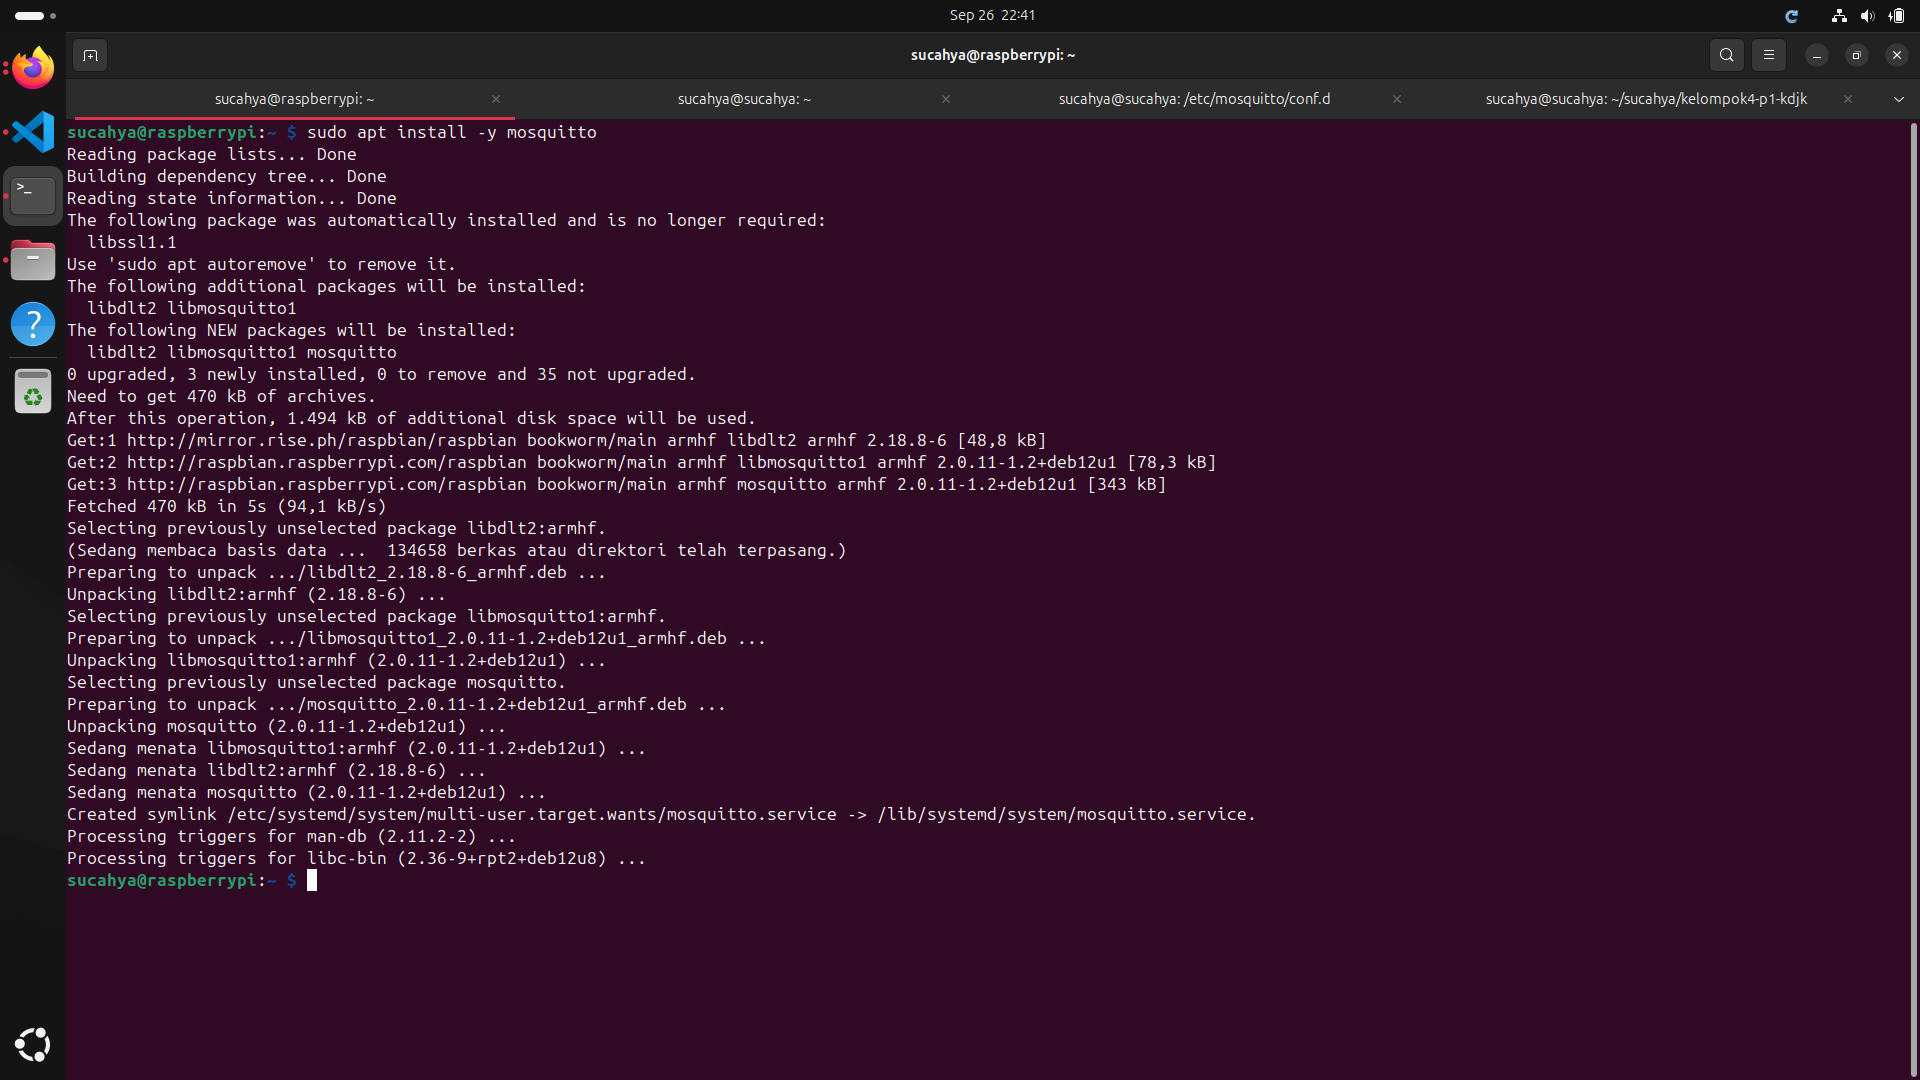 Sep 26 22:41
sucahya@raspberrypi: ~
sucahya@raspberrypi: ~
sucahya@sucahya: ~
sucahya@sucahya: /etc/mosquitto/conf.d
sucahya@sucahya: ~/sucahya/kelompok4-p1-kdjk
sucahya@raspberrypi:~ $ sudo apt install -y mosquitto
Reading package lists... Done
Building dependency tree... Done
Reading state information... Done
The following package was automatically installed and is no longer required:
  libssl1.1
Use 'sudo apt autoremove' to remove it.
The following additional packages will be installed:
  libdlt2 libmosquitto1
The following NEW packages will be installed:
  libdlt2 libmosquitto1 mosquitto
0 upgraded, 3 newly installed, 0 to remove and 35 not upgraded.
Need to get 470 kB of archives.
After this operation, 1.494 kB of additional disk space will be used.
Get:1 http://mirror.rise.ph/raspbian/raspbian bookworm/main armhf libdlt2 armhf 2.18.8-6 [48,8 kB]
Get:2 http://raspbian.raspberrypi.com/raspbian bookworm/main armhf libmosquitto1 armhf 2.0.11-1.2+deb12u1 [78,3 kB]
Get:3 http://raspbian.raspberrypi.com/raspbian bookworm/main armhf mosquitto armhf 2.0.11-1.2+deb12u1 [343 kB]
Fetched 470 kB in 5s (94,1 kB/s)
Selecting previously unselected package libdlt2:armhf.
(Sedang membaca basis data ...  134658 berkas atau direktori telah terpasang.)
Preparing to unpack .../libdlt2_2.18.8-6_armhf.deb ...
Unpacking libdlt2:armhf (2.18.8-6) ...
Selecting previously unselected package libmosquitto1:armhf.
Preparing to unpack .../libmosquitto1_2.0.11-1.2+deb12u1_armhf.deb ...
Unpacking libmosquitto1:armhf (2.0.11-1.2+deb12u1) ...
Selecting previously unselected package mosquitto.
Preparing to unpack .../mosquitto_2.0.11-1.2+deb12u1_armhf.deb ...
Unpacking mosquitto (2.0.11-1.2+deb12u1) ...
Sedang menata libmosquitto1:armhf (2.0.11-1.2+deb12u1) ...
Sedang menata libdlt2:armhf (2.18.8-6) ...
Sedang menata mosquitto (2.0.11-1.2+deb12u1) ...
Created symlink /etc/systemd/system/multi-user.target.wants/mosquitto.service -> /lib/systemd/system/mosquitto.service.
Processing triggers for man-db (2.11.2-2) ...
Processing triggers for libc-bin (2.36-9+rpt2+deb12u8) ...
sucahya@raspberrypi:~ $